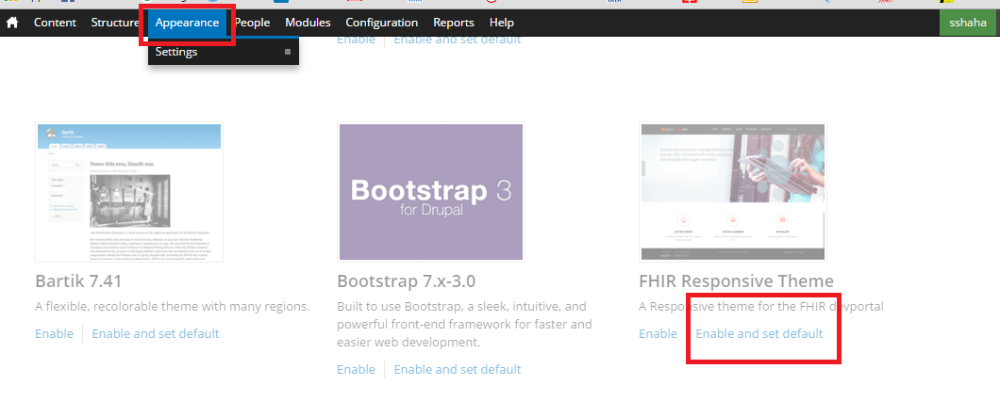 Content Structure Appearance People Modules Configuration Reports Help sshaha
Settings
Enable Enable and set default
Bartik
Donec felis eros, blandit non
Bootstrap 3
for Drupal
Bartik 7.41
Bootstrap 7.x-3.0
FHIR Responsive Theme
A flexible, recolorable theme with many regions.
Built to use Bootstrap, a sleek, intuitive, and
powerful front-end framework for faster and
easier web development.
A Responsive theme for the FHIR devportal
Enable Enable and set default
Enable Enable and set default
Enable Enable and set default